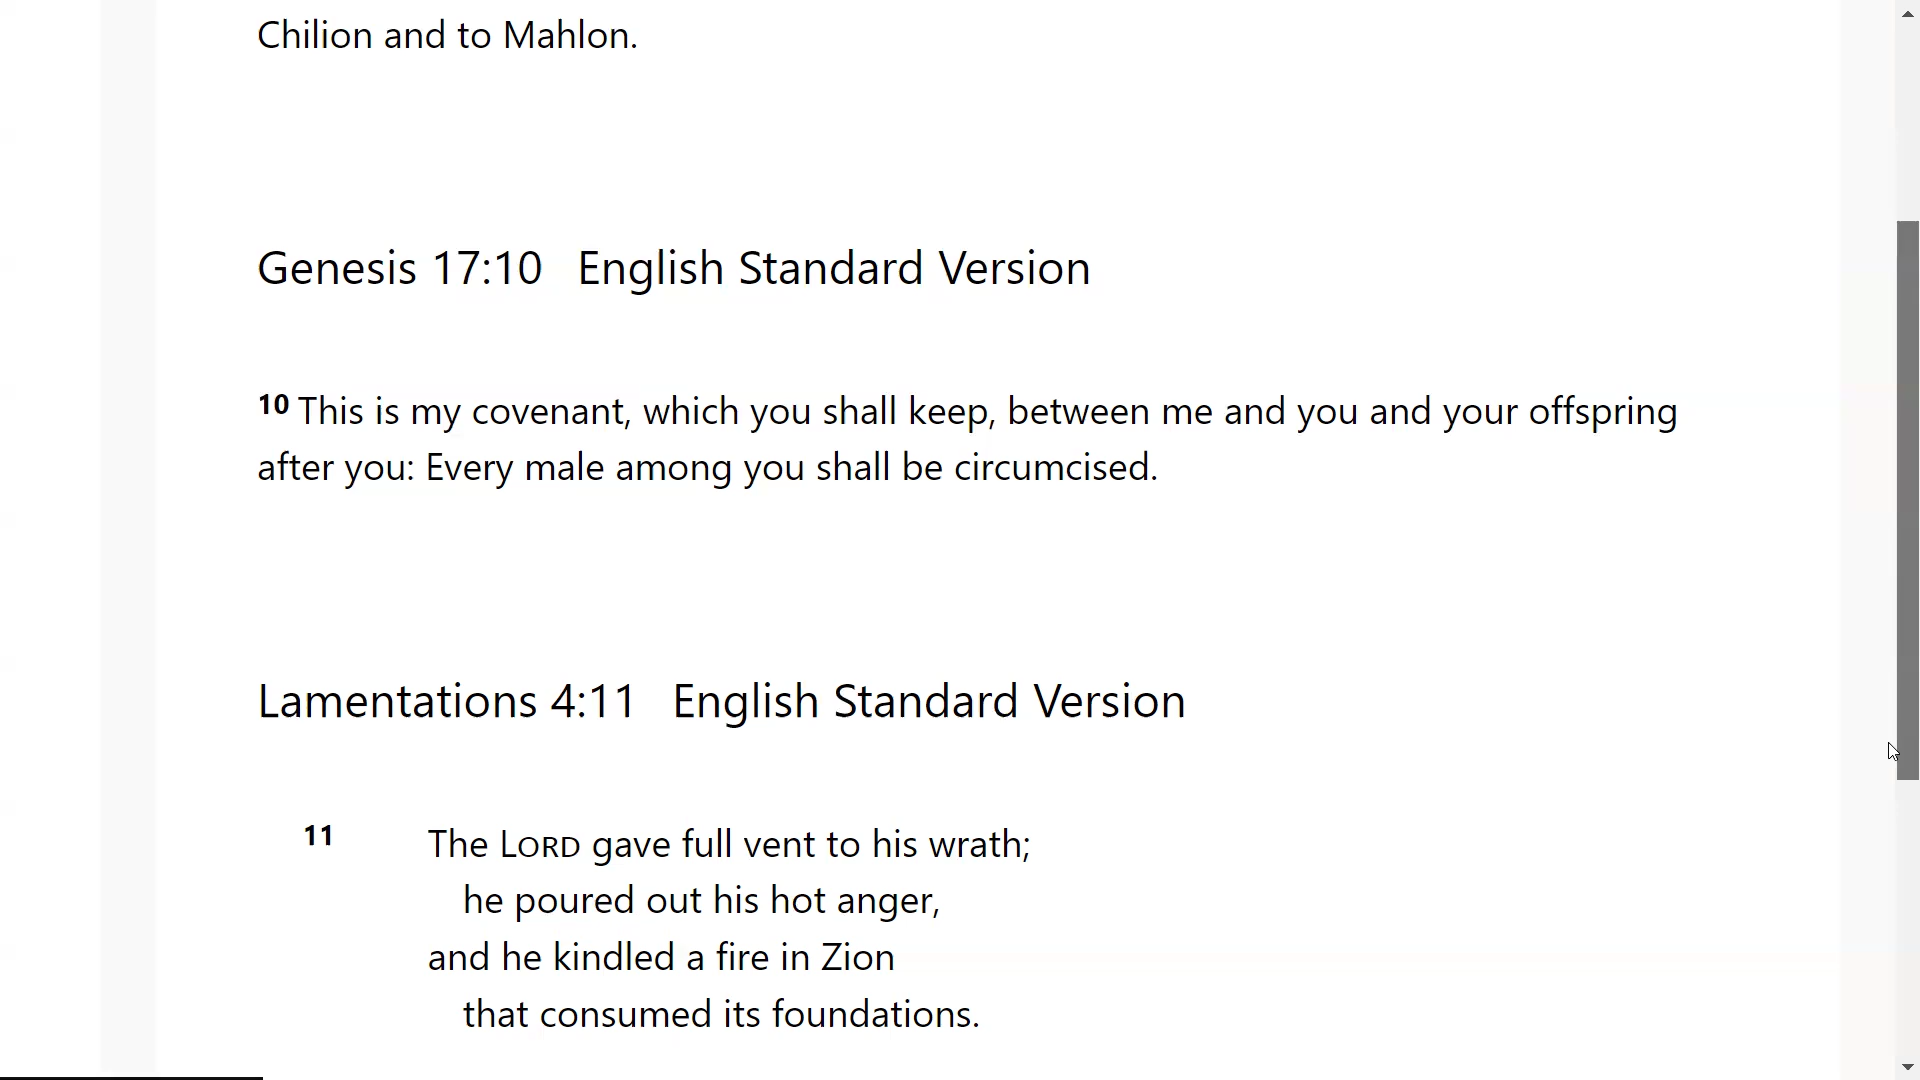 Chilion and to Mahlon.
Genesis 17:10 English Standard Version
10 This is my covenant, which you shall keep, between me and you and your offspring
after you: Every male among you shall be circumcised.
Lamentations 4:11 English Standard Version
11 The LORD gave full vent to his wrath;
he poured out his hot anger,
and he kindled a fire in Zion
that consumed its foundations.